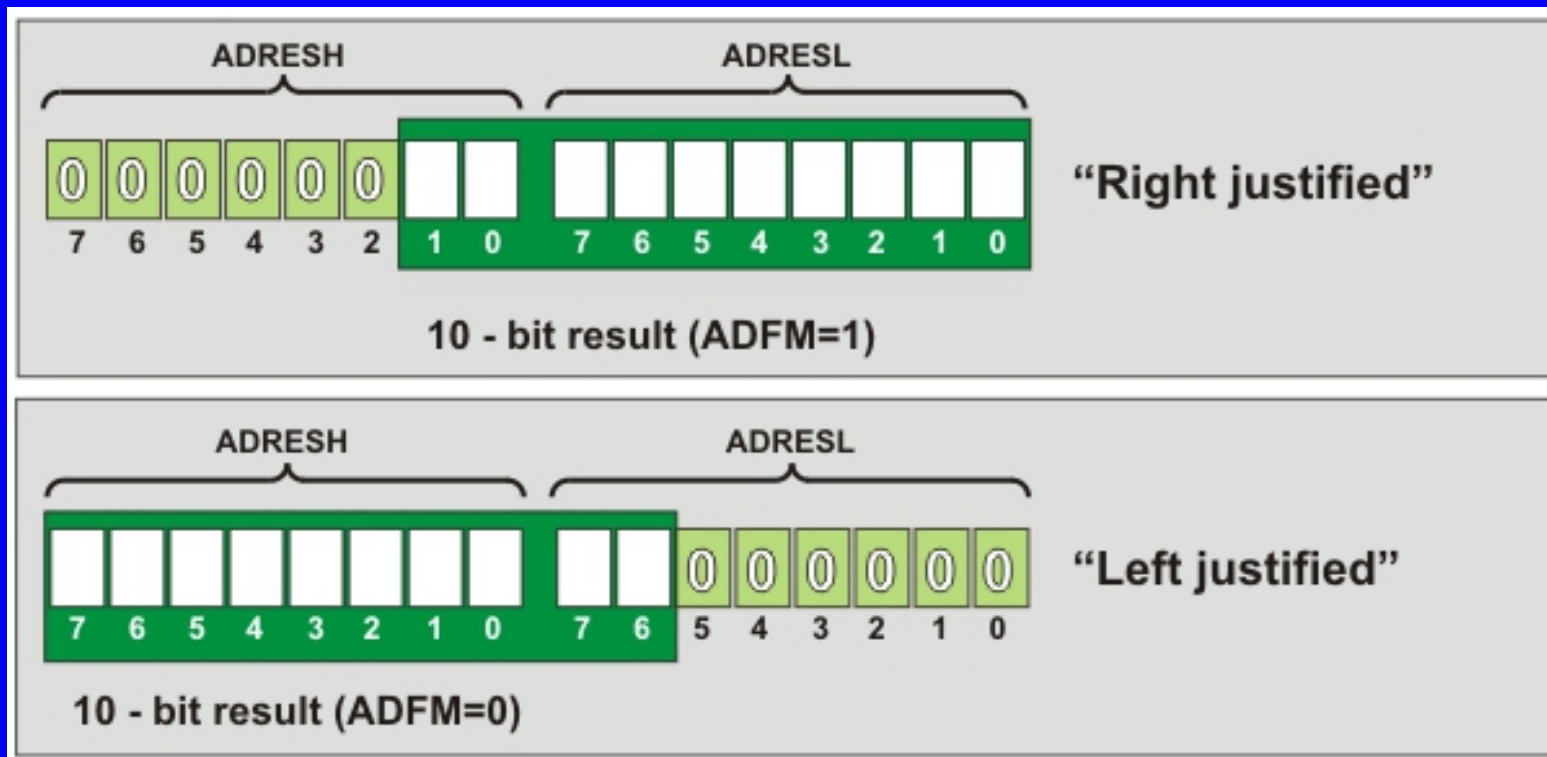 ADRESH ADRESL
0 0 0 0 0 0 “Right justified”
7 6 5 4 3 2 1 0 7 6 5 4 3 2 1 0
10 - bit result (ADFM=1)
ADRESH ADRESL
0 0 0 0 0 0 “Left justified”
7 6 5 4 3 2 1 0 7 6 5 4 3 2 1 0
10 - bit result (ADFM=0)